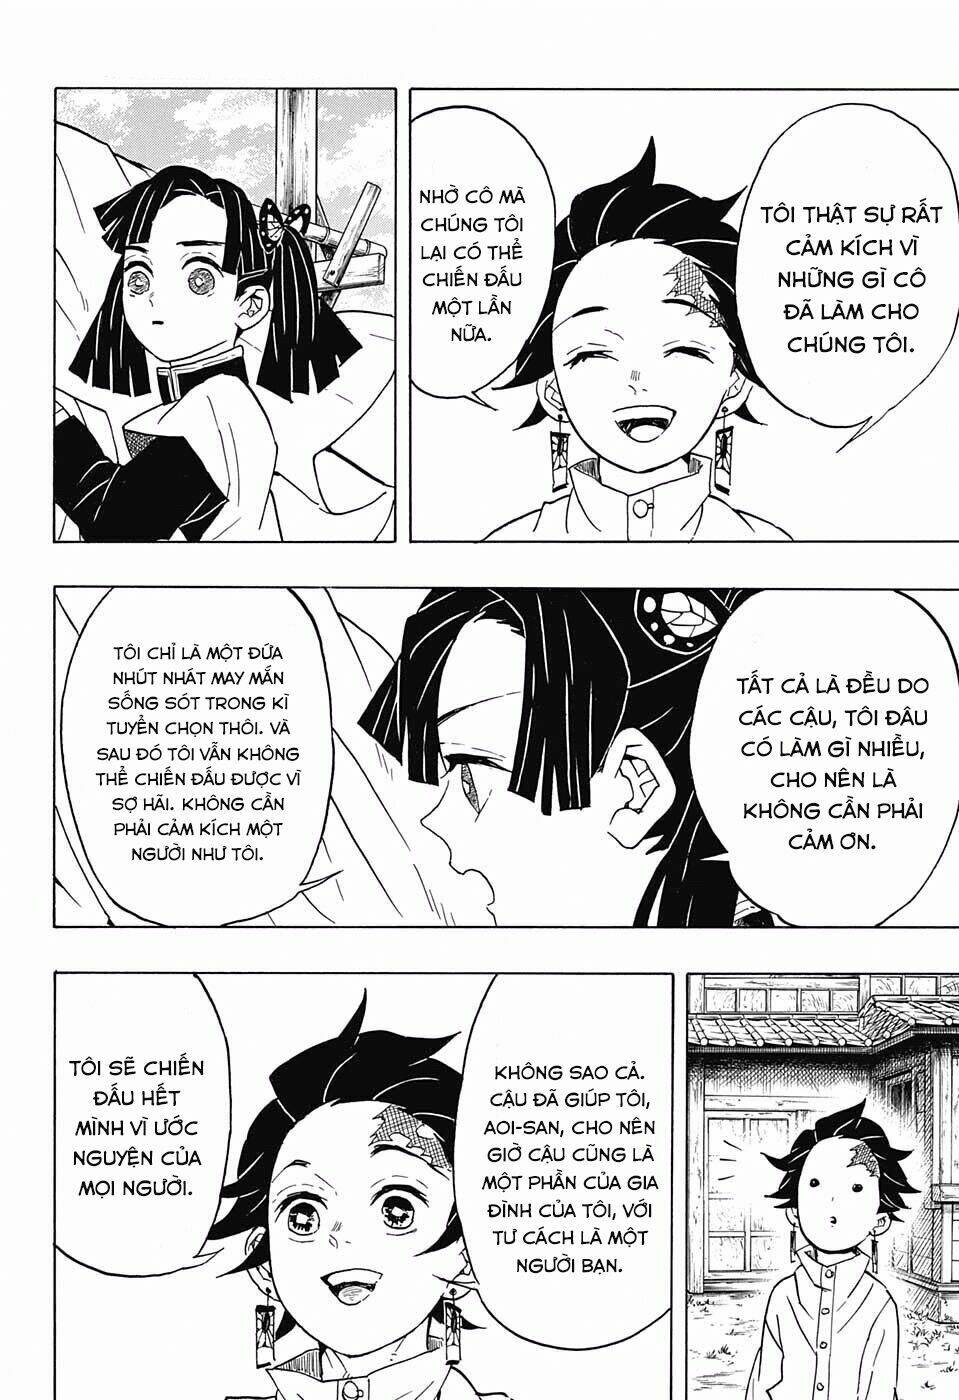 TÔI THẬT SỰ RẤT
CẢM KÍCH VÌ
NHỮNG GÌ CÔ
ĐÃ LÀM CHO
CHÚNG TÔI.
NHỜ CÔ MÀ
CHÚNG TÔI
LẠI CÓ THỂ
CHIẾN ĐẤU
MỘT LẦN
NỮA.
TẤT CẢ LÀ ĐỀU DO
CÁC CẬU, TÔI ĐÂU
CÓ LÀM GÌ NHIỀU,
CHO NÊN LÀ
KHÔNG CẦN PHẢI
CẢM ƠN.
TÔI CHỈ LÀ MỘT ĐỨA
NHÚT NHÁT MAY MẮN
SỐNG SÓT TRONG KÌ
TUYỂN CHỌN THÔI. VÀ
SAU ĐÓ TÔI VẪN KHÔNG
THỂ CHIẾN ĐẤU ĐƯỢC VÌ
SỢ HÃI. KHÔNG CẦN
PHẢI CẢM KÍCH MỘT
NGƯỜI NHƯ TÔI.
KHÔNG SAO CẢ.
CẬU ĐÃ GIÚP TÔI,
AOI-SAN, CHO NÊN
GIỜ CẬU CŨNG LÀ
MỘT PHẦN CỦA GIA
ĐÌNH CỦA TÔI, VỚI
TƯ CÁCH LÀ MỘT
NGƯỜI BẠN.
TÔI SẼ CHIẾN
ĐẤU HẾT
MÌNH VÌ ƯỚC
NGUYỆN CỦA
MỌI NGƯỜI.